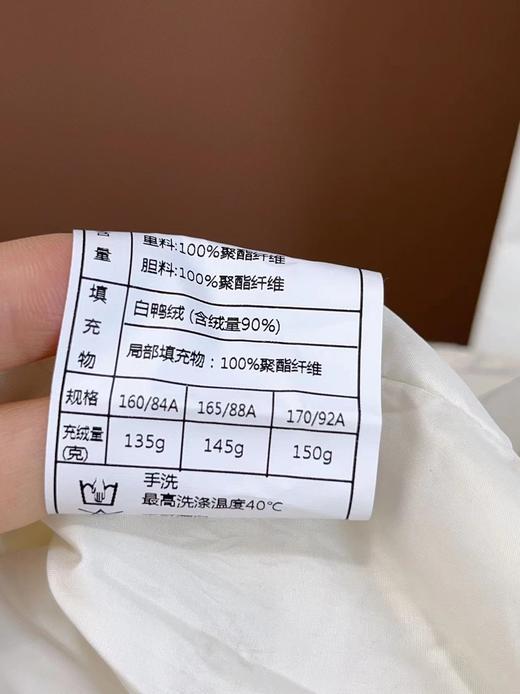 含
量
里料:100%聚酯纤维
胆料:100%聚酯纤维
填
充
物
白鸭绒 (含绒量90%)
局部填充物：100%聚酯纤维
规格 160/84A 165/88A 170/92A
充绒量
(克) 135g 145g 150g
手洗
最高洗涤温度40℃